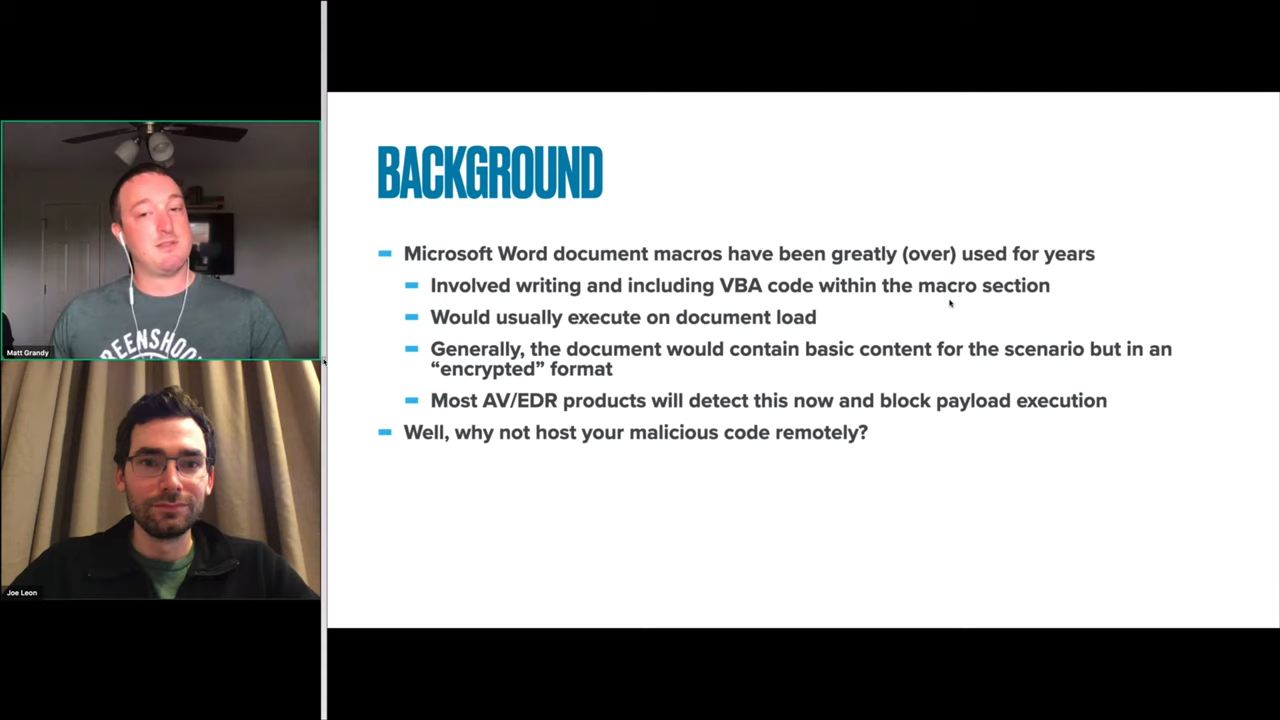 REENSHOO
Matt Grandy
Joe Leon
BACKGROUND
Microsoft Word document macros have been greatly (over) used for years
Involved writing and including VBA code within the macro section
Would usually execute on document load
Generally, the document would contain basic content for the scenario but in an
“encrypted” format
Most AV/EDR products will detect this now and block payload execution
Well, why not host your malicious code remotely?